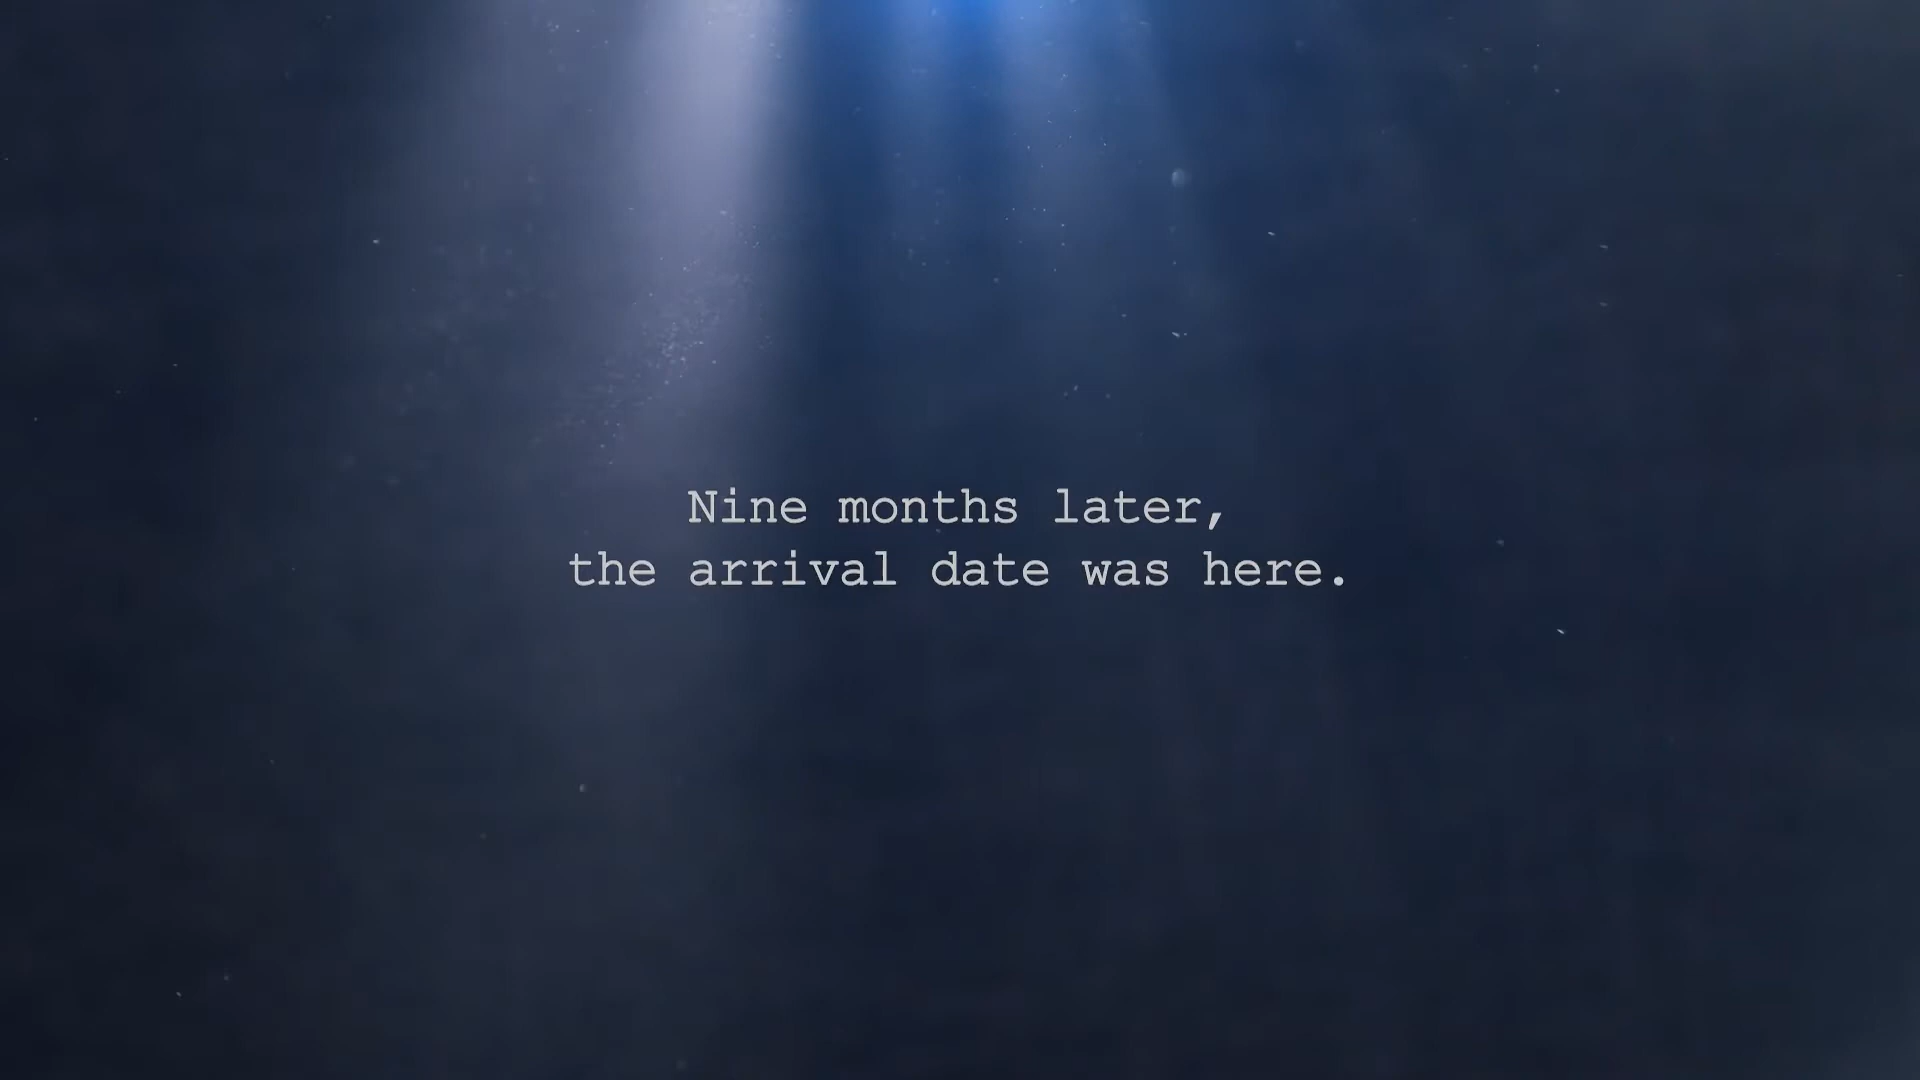 Nine months later,
the arrival date was here.